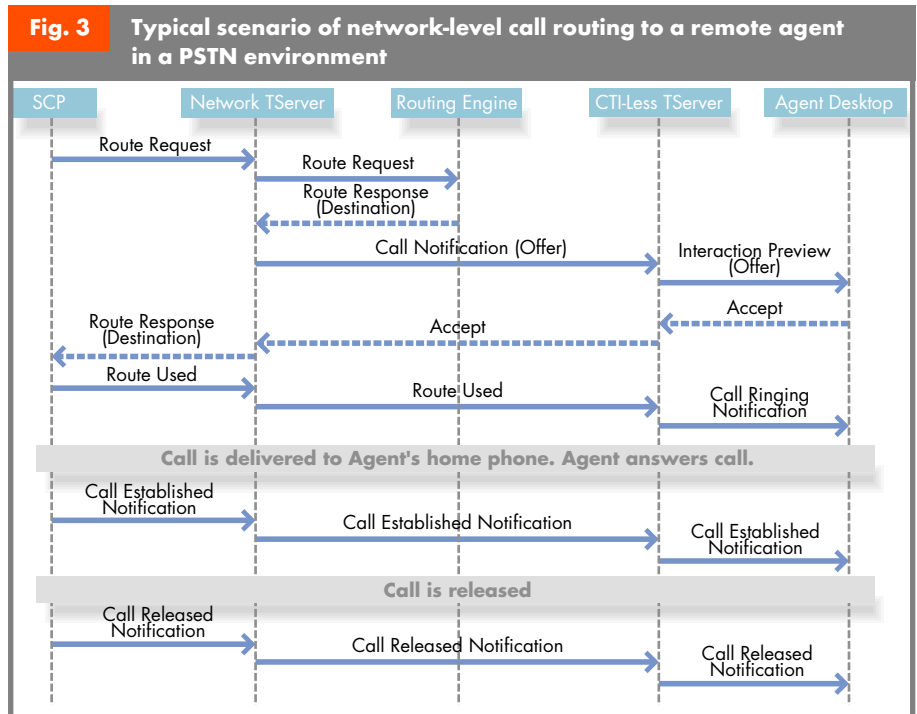 Fig. 3
Typical scenario of network-level call routing to a remote agent
in a PSTN environment
SCP
Network TServer
Routing Engine
CTI-Less TServer
Agent Desktop
Route Request
Route Request
Route Response
(Destination)
Call Notification (Offer)
Interaction Preview
(Offer)
Accept
Accept
Route Response
(Destination)
Route Used
Route Used
Call Ringing
Notification
Call is delivered to Agent's home phone. Agent answers call.
Call Established
Notification
Call Established Notification
Call Established
Notification
Call is released
Call Released
Notification
Call Released Notification
Call Released
Notification